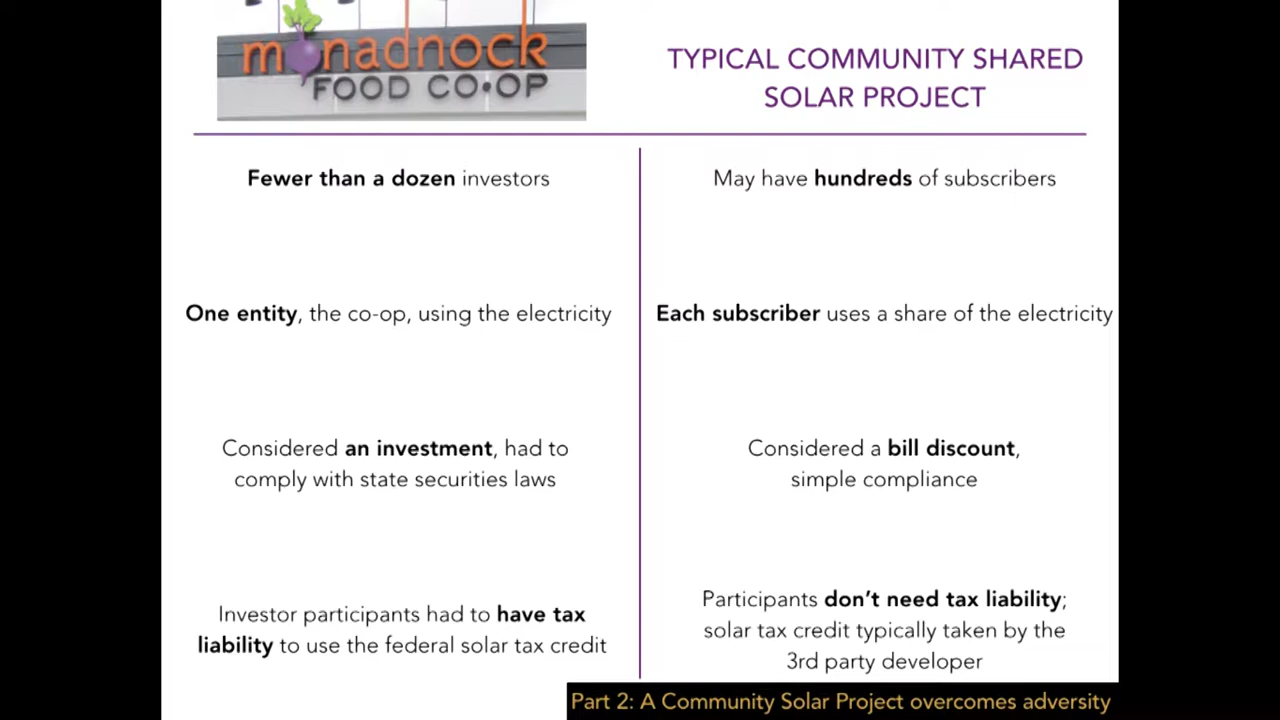 monadnock
FOOD CO•OP
TYPICAL COMMUNITY SHARED
SOLAR PROJECT
Fewer than a dozen investors
May have hundreds of subscribers
One entity, the co-op, using the electricity
Each subscriber uses a share of the electricity
Considered an investment, had to
comply with state securities laws
Considered a bill discount,
simple compliance
Investor participants had to have tax
liability to use the federal solar tax credit
Participants don’t need tax liability;
solar tax credit typically taken by the
3rd party developer
Part 2: A Community Solar Project overcomes adversity